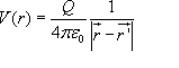 V(r) = Q / 4πε₀ 1 / |r⃗ − r⃗'|